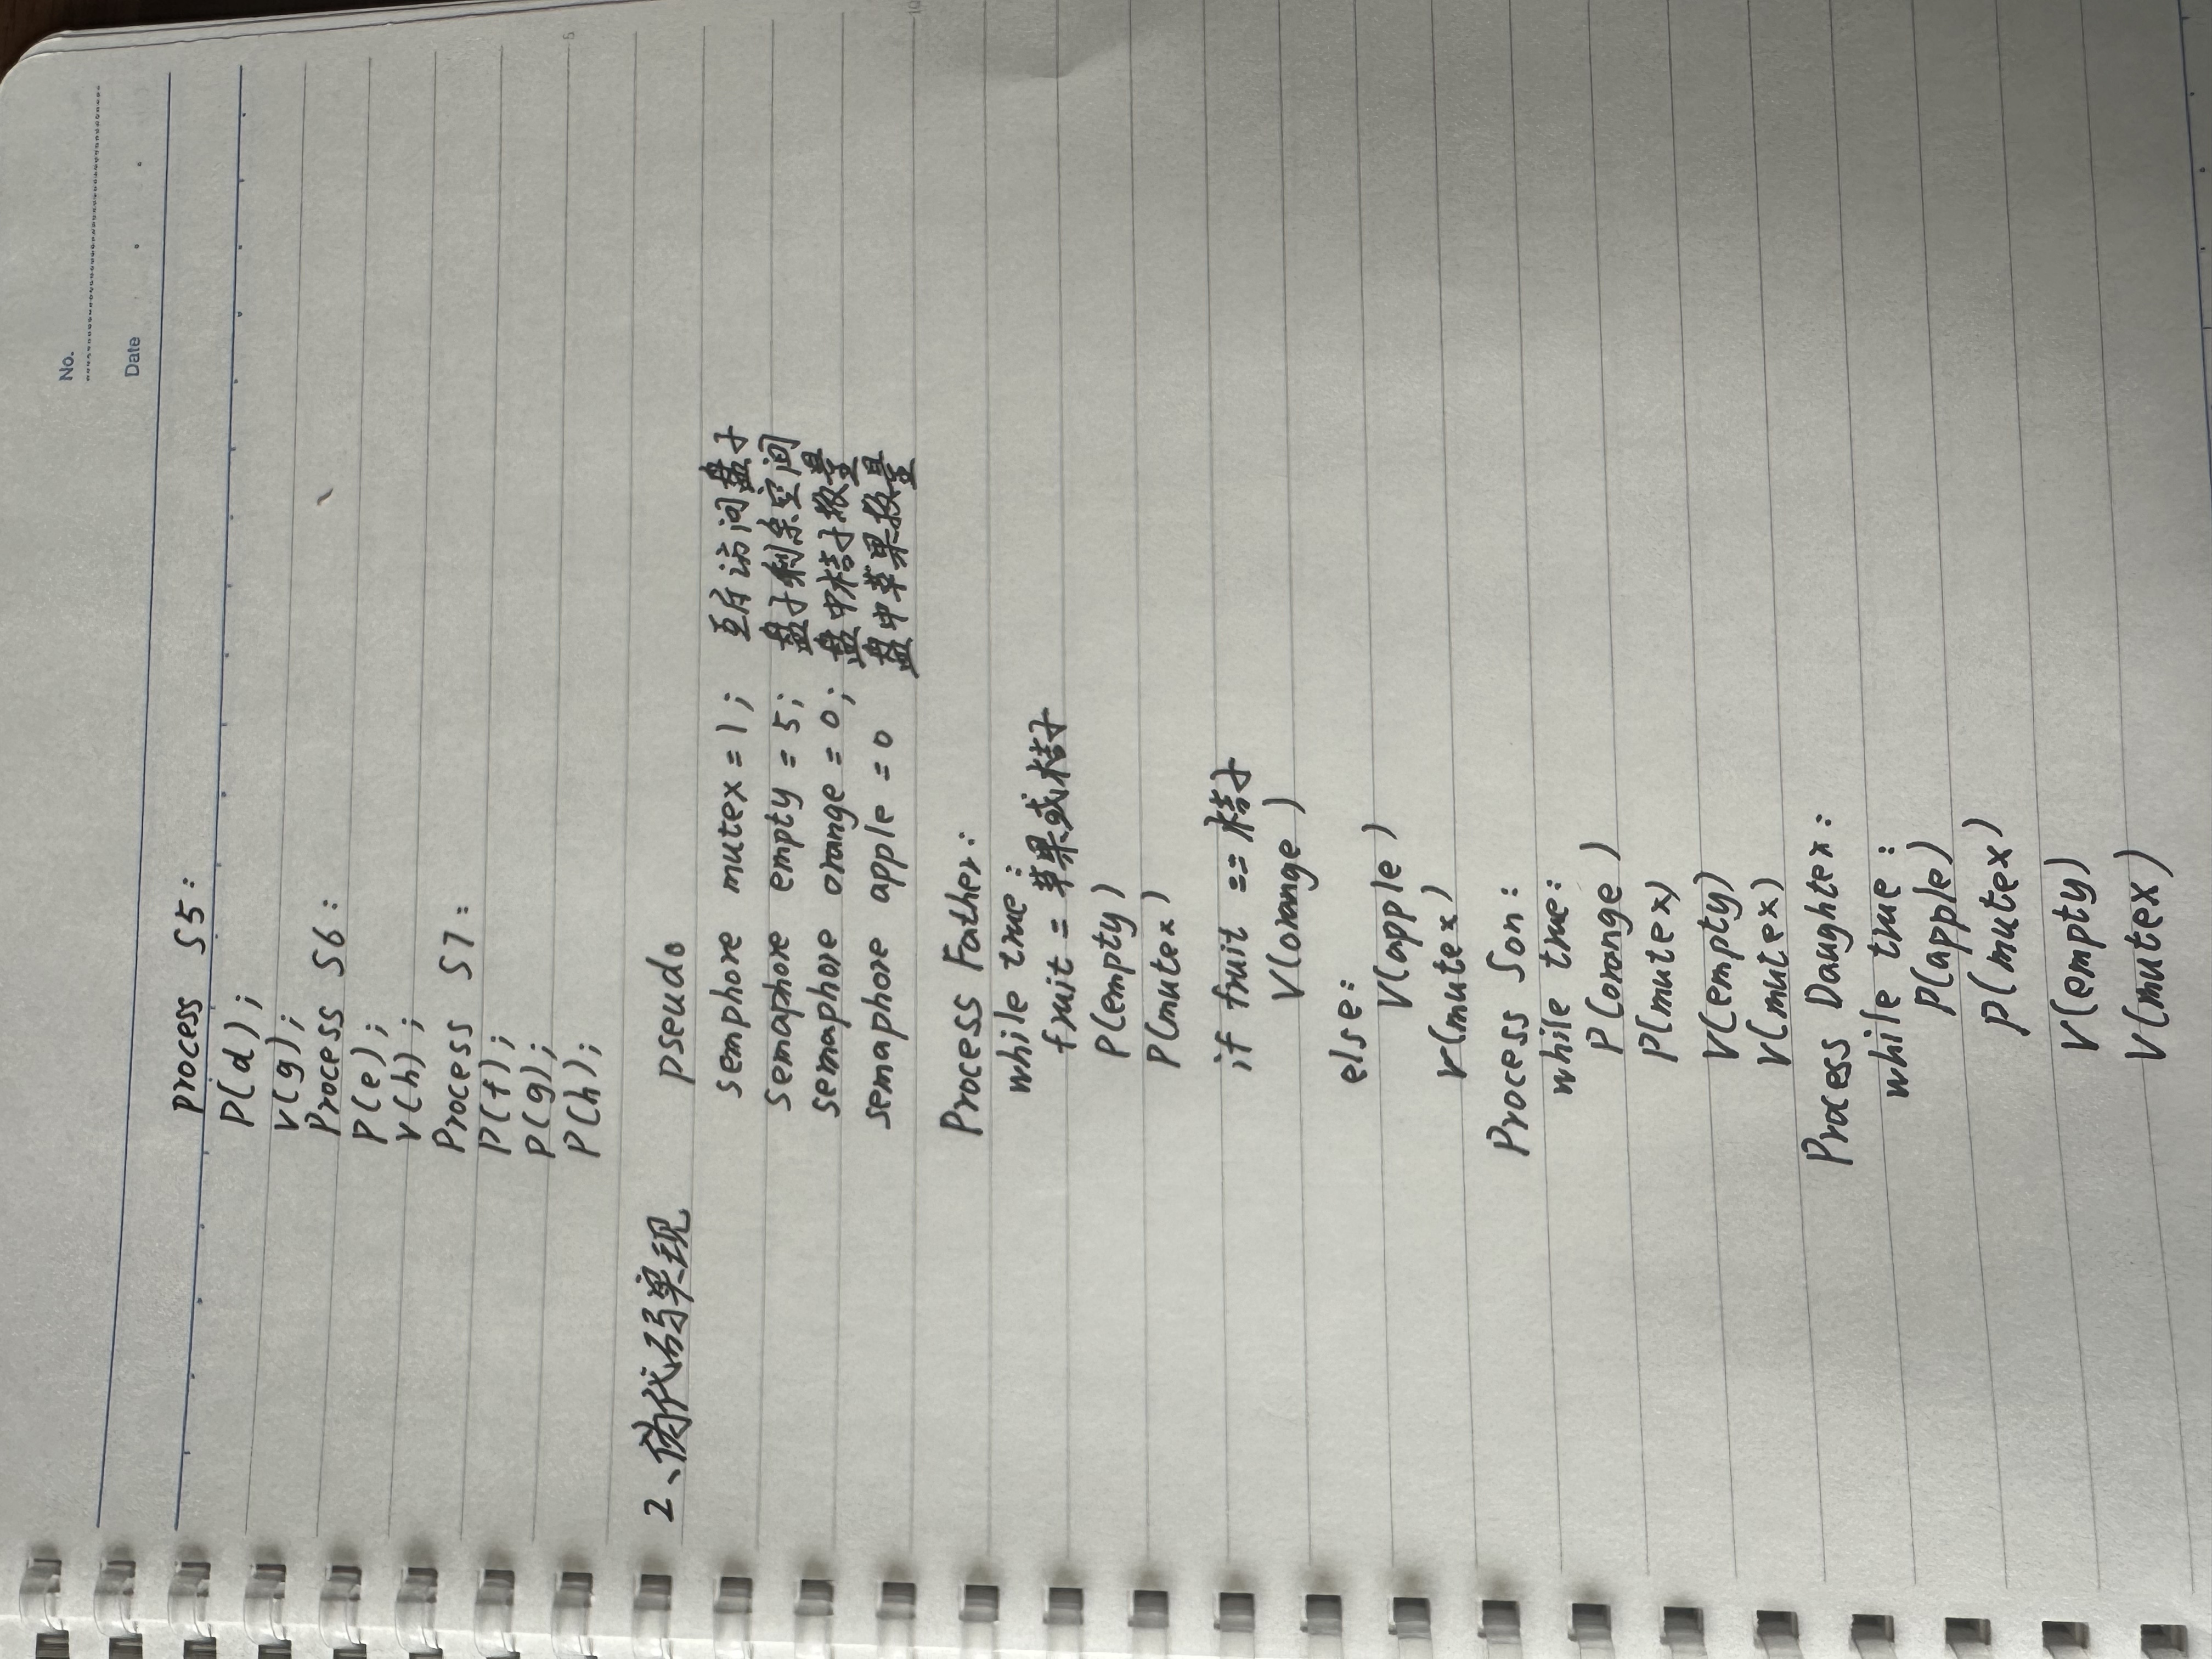 No.
Date
process S5:
P(d);
V(g);
Process S6:
P(e);
V(h);
Process S7:
P(f);
P(g);
P(h);
5
2、伪代码实现 pseudo
semphore mutex=1; 互斥访问盘子
semaphore empty=5; 盘子剩余空间
semaphore orange=0; 盘中桔子数量
semaphore apple=0 盘中苹果数量
10
Process Father:
while true:
fruit=苹果或桔子
P(empty)
P(mutex)
if fruit ==桔子
V(orange)
else:
V(apple)
V(mutex)
Process Son:
while true:
P(orange)
P(mutex)
V(empty)
V(mutex)
Process Daughter:
while true:
P(apple)
P(mutex)
V(empty)
V(mutex)